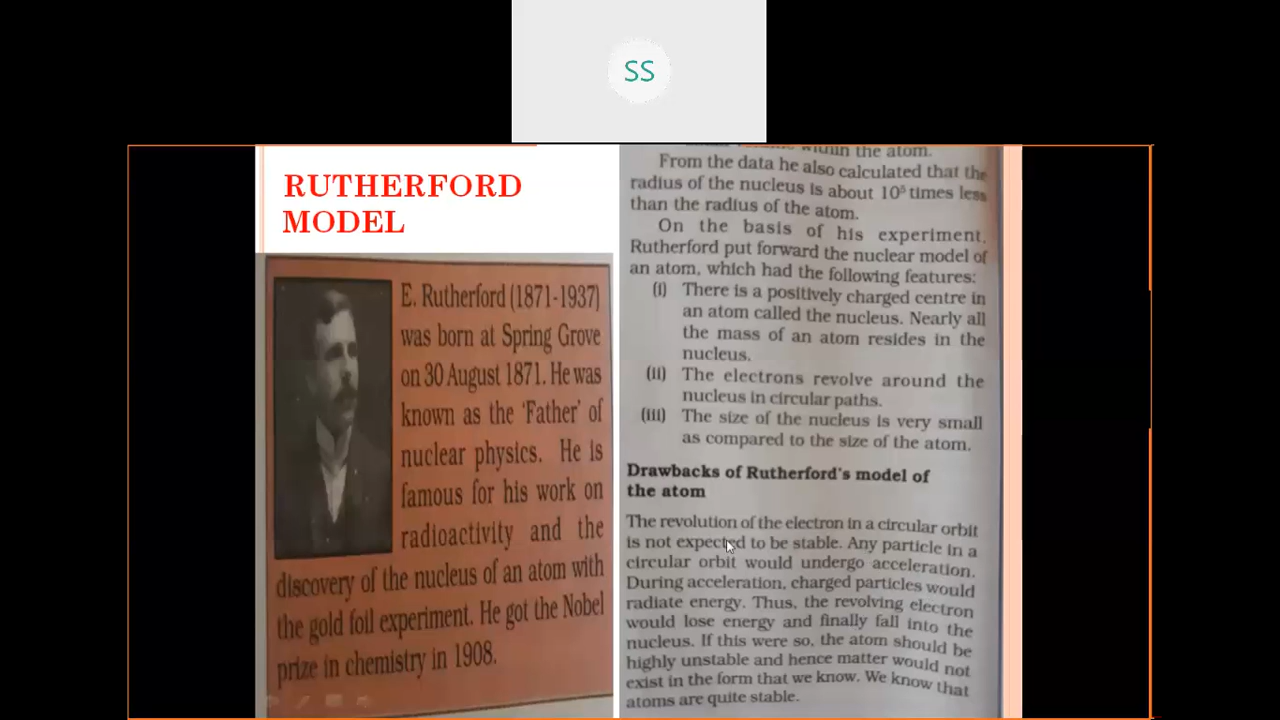 SS
RUTHERFORD
MODEL
E. Rutherford (1871-1937)
was born at Spring Grove
on 30 August 1871. He was
known as the ‘Father’ of
nuclear physics. He is
famous for his work on
radioactivity and the
discovery of the nucleus of an atom with
the gold foil experiment. He got the Nobel
prize in chemistry in 1908.
within the atom.
From the data he also calculated that the
radius of the nucleus is about 10⁵ times less
than the radius of the atom.
On the basis of his experiment,
Rutherford put forward the nuclear model of
an atom, which had the following features:
(i) There is a positively charged centre in
an atom called the nucleus. Nearly all
the mass of an atom resides in the
nucleus.
(ii) The electrons revolve around the
nucleus in circular paths.
(iii) The size of the nucleus is very small
as compared to the size of the atom.
Drawbacks of Rutherford's model of
the atom
The revolution of the electron in a circular orbit
is not expected to be stable. Any particle in a
circular orbit would undergo acceleration.
During acceleration, charged particles would
radiate energy. Thus, the revolving electron
would lose energy and finally fall into the
nucleus. If this were so, the atom should be
highly unstable and hence matter would not
exist in the form that we know. We know that
atoms are quite stable.